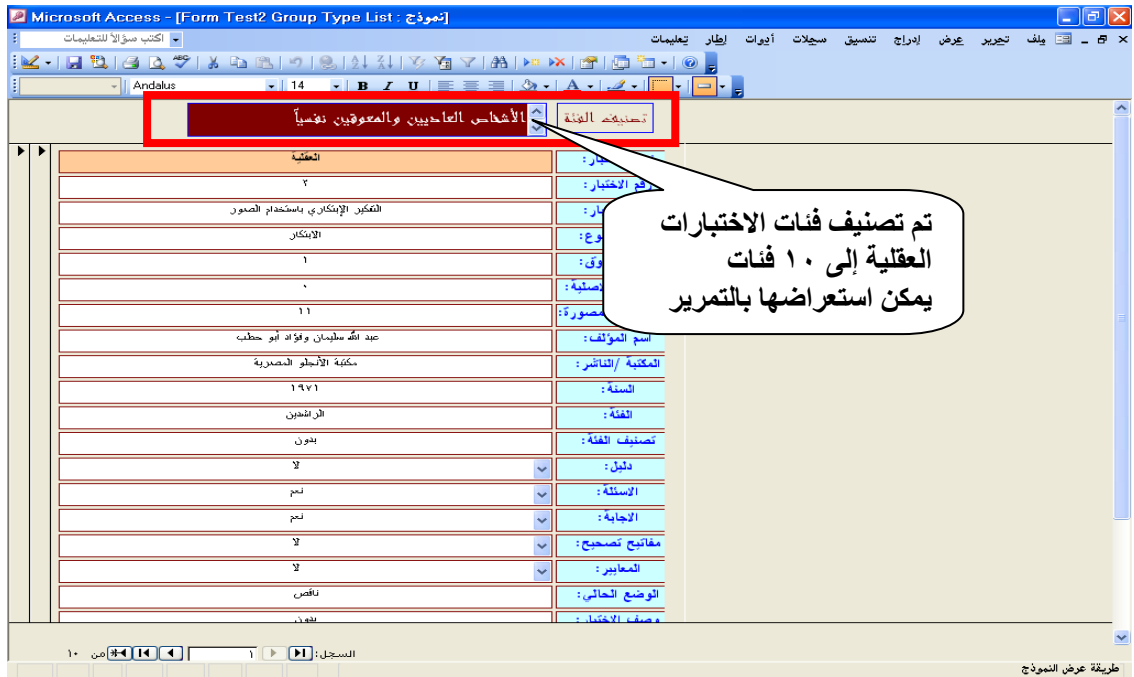 Microsoft Access - [Form Test2 Group Type List : نموذج]
ملف تحرير عرض إدراج تنسيق سجلات أدوات إطار تعليمات
اكتب سؤالاً للتعليمات
Andalus 14 B I U
تصنيف الفئة
الأشخاص العاديين والمعوقين نفسياً
العقلية
رقم الاختبار : ٢
التفكير الإبتكاري باستخدام الصور
الابتكار
١
٠
١١
اسم المؤلف : عبد الله سليمان وفؤاد أبو حطب
المكتبة /الناشر : مكتبة الأنجلو المصرية
السنة : ١٩٧١
الفئة : الراشدين
تصنيف الفئة : بدون
دليل : لا
الاسئلة : نعم
الاجابة : نعم
مفاتيح تصحيح : لا
المعايير : لا
الوضع الحالي : ناقص
وصف الاختبار : بدون
تم تصنيف فئات الاختبارات
العقلية إلى ١٠ فئات
يمكن استعراضها بالتمرير
السجل: ١ من ١٠
طريقة عرض النموذج